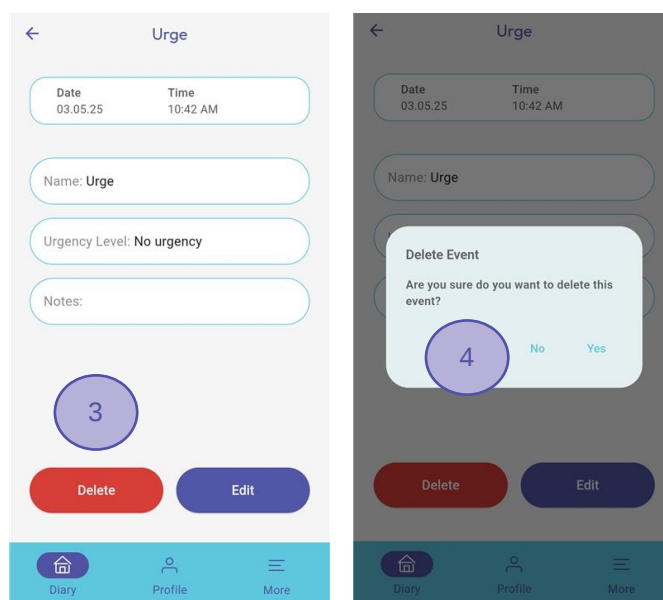 Urge
Date Time
03.05.25 10:42 AM
Name: Urge
Urgency Level: No urgency
Notes:
3
Delete Edit
Diary Profile More
Urge
Date Time
03.05.25 10:42 AM
Name: Urge
Delete Event
Are you sure do you want to delete this
event?
4
No Yes
Delete Edit
Diary Profile More